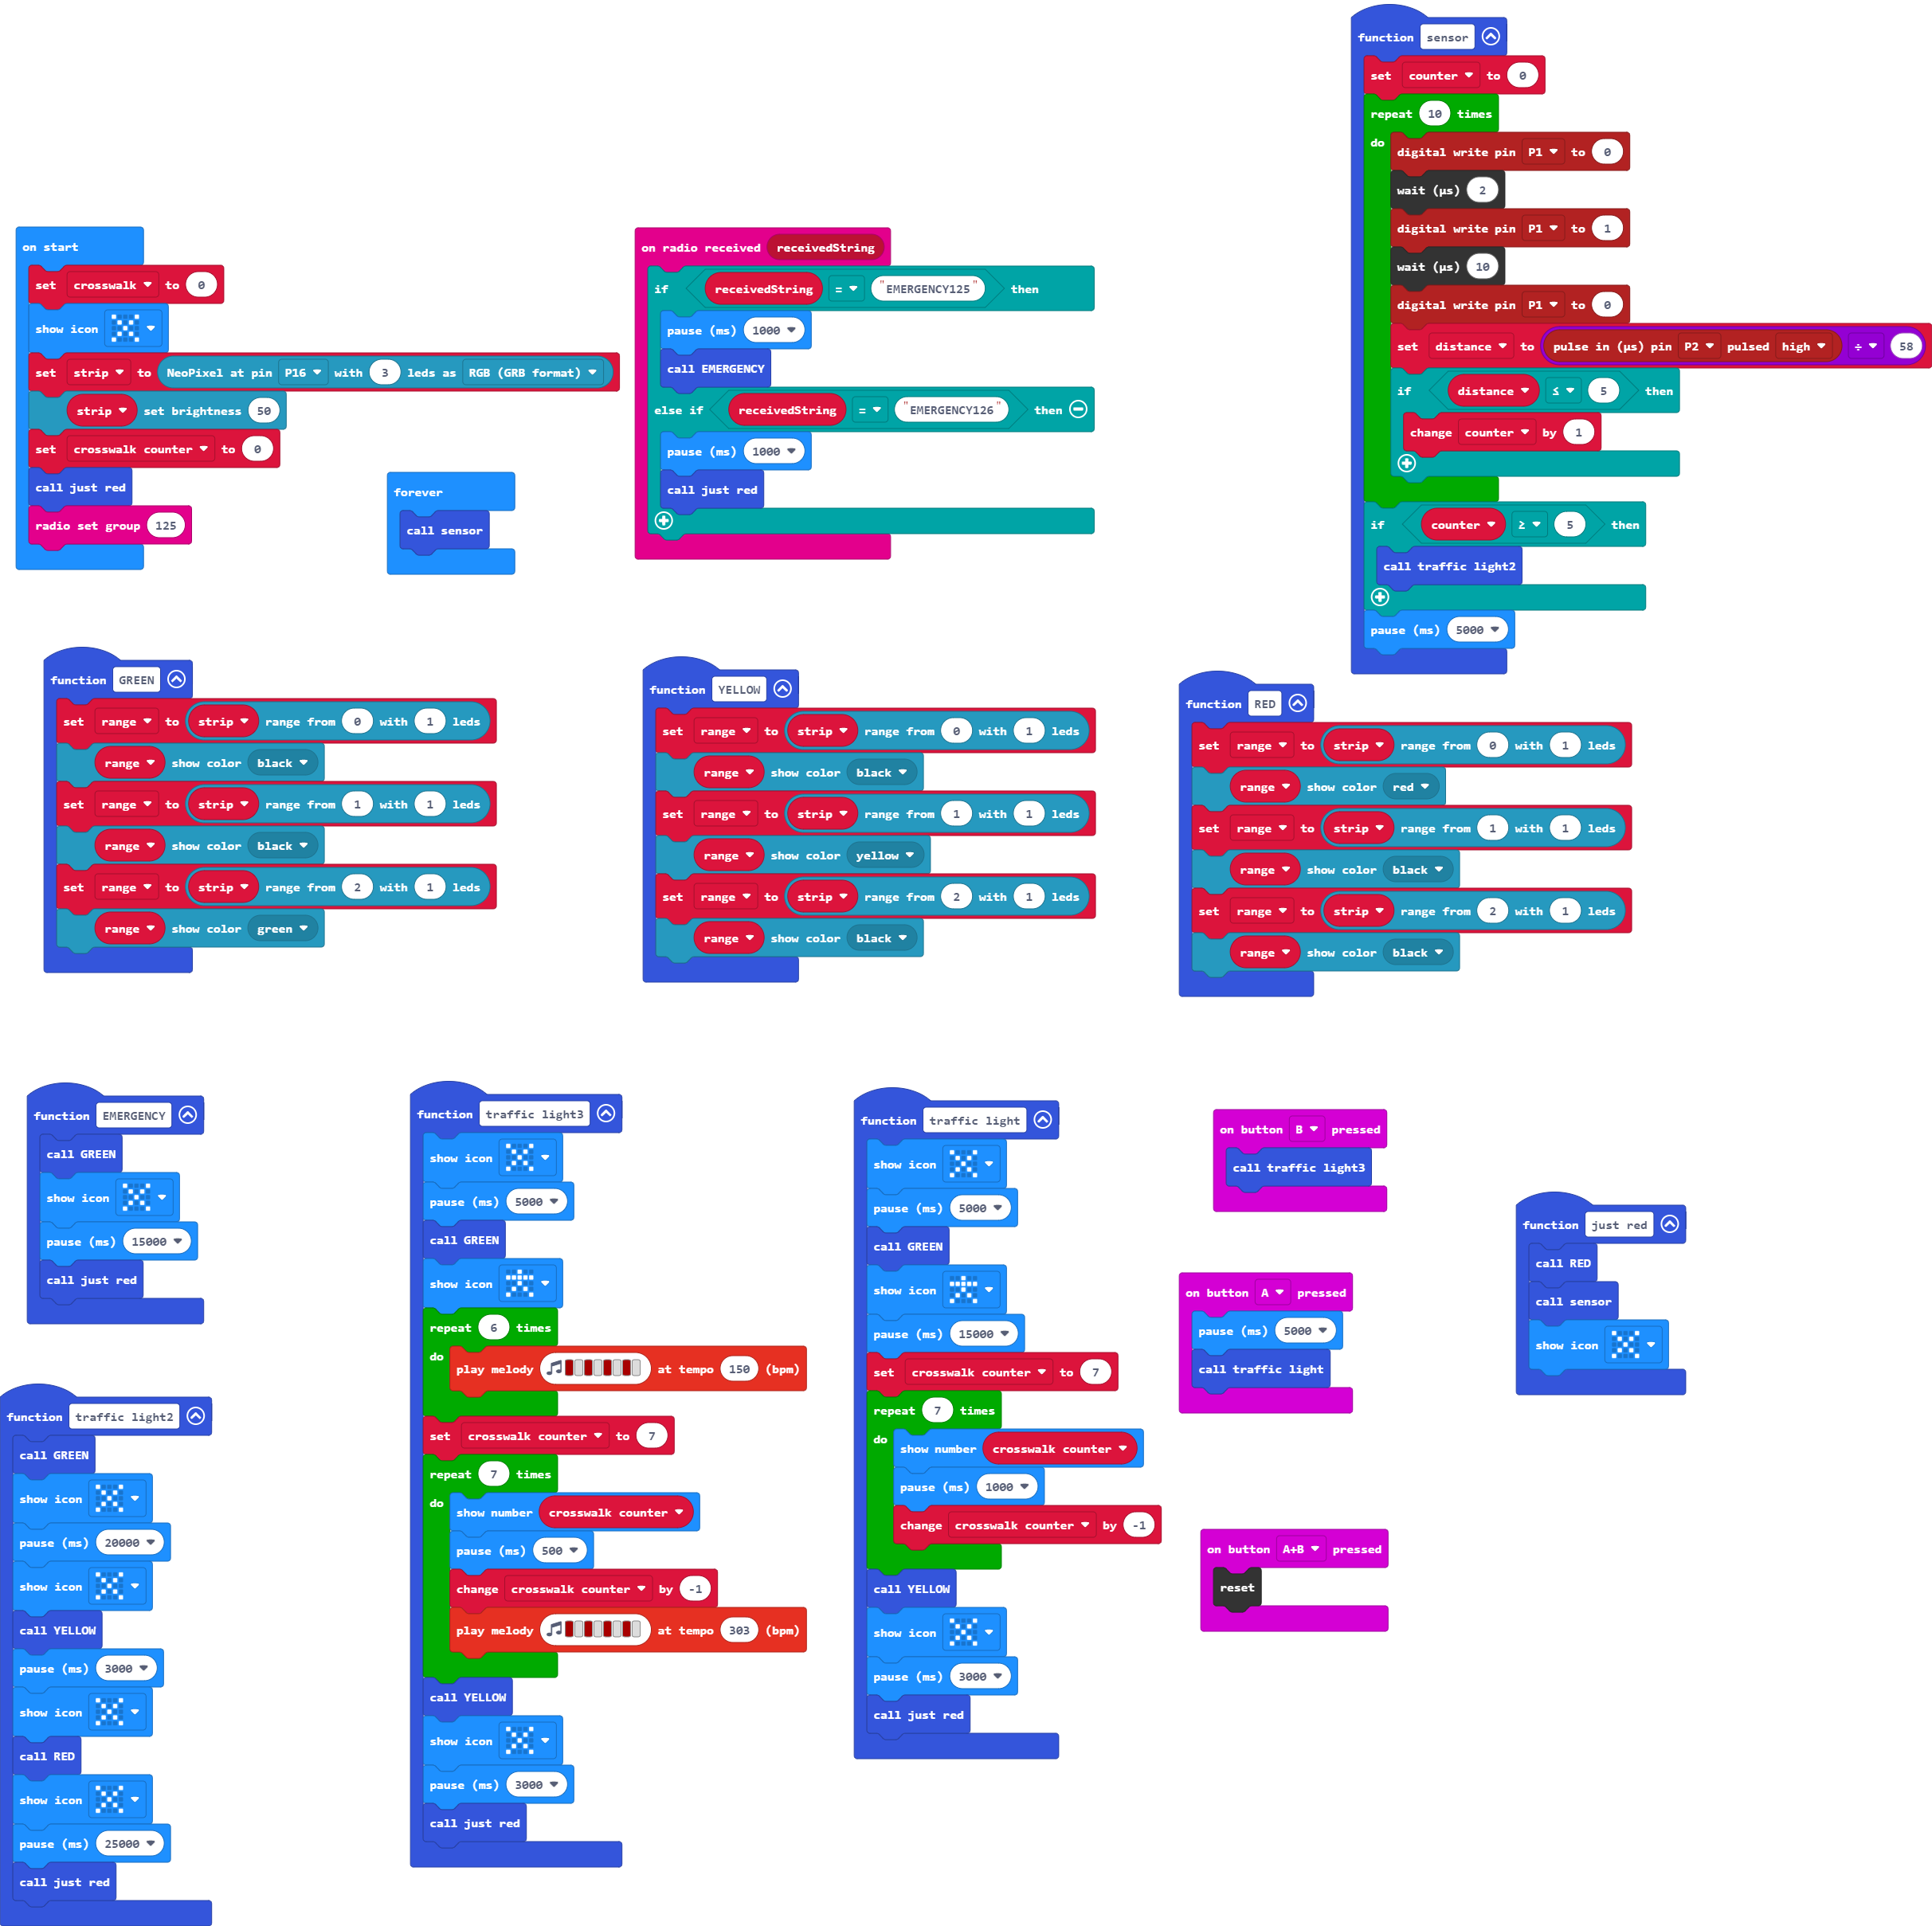 function sensor
set counter to 0
repeat 10 times
do
digital write pin P1 to 0
wait (µs) 2
digital write pin P1 to 1
wait (µs) 10
digital write pin P1 to 0
set distance to pulse in (µs) pin P2 pulsed high ÷ 58
if distance ≤ 5 then
change counter by 1
if counter ≥ 5 then
call traffic light2
pause (ms) 5000
on start
set crosswalk to 0
show icon
set strip to NeoPixel at pin P16 with 3 leds as RGB (GRB format)
strip set brightness 50
set crosswalk counter to 0
call just red
radio set group 125
forever
call sensor
on radio received receivedString
if receivedString = "EMERGENCY125" then
pause (ms) 1000
call EMERGENCY
else if receivedString = "EMERGENCY126" then
pause (ms) 1000
call just red
function GREEN
set range to strip range from 0 with 1 leds
range show color black
set range to strip range from 1 with 1 leds
range show color black
set range to strip range from 2 with 1 leds
range show color green
function YELLOW
set range to strip range from 0 with 1 leds
range show color black
set range to strip range from 1 with 1 leds
range show color yellow
set range to strip range from 2 with 1 leds
range show color black
function RED
set range to strip range from 0 with 1 leds
range show color red
set range to strip range from 1 with 1 leds
range show color black
set range to strip range from 2 with 1 leds
range show color black
function EMERGENCY
call GREEN
show icon
pause (ms) 15000
call just red
function traffic light2
call GREEN
show icon
pause (ms) 20000
show icon
call YELLOW
pause (ms) 3000
show icon
call RED
show icon
pause (ms) 25000
call just red
function traffic light3
show icon
pause (ms) 5000
call GREEN
show icon
repeat 6 times
do
play melody at tempo 150 (bpm)
set crosswalk counter to 7
repeat 7 times
do
show number crosswalk counter
pause (ms) 500
change crosswalk counter by -1
play melody at tempo 303 (bpm)
call YELLOW
show icon
pause (ms) 3000
call just red
function traffic light
show icon
pause (ms) 5000
call GREEN
show icon
pause (ms) 15000
set crosswalk counter to 7
repeat 7 times
do
show number crosswalk counter
pause (ms) 1000
change crosswalk counter by -1
call YELLOW
show icon
pause (ms) 3000
call just red
on button B pressed
call traffic light3
on button A pressed
pause (ms) 5000
call traffic light
on button A+B pressed
reset
function just red
call RED
call sensor
show icon